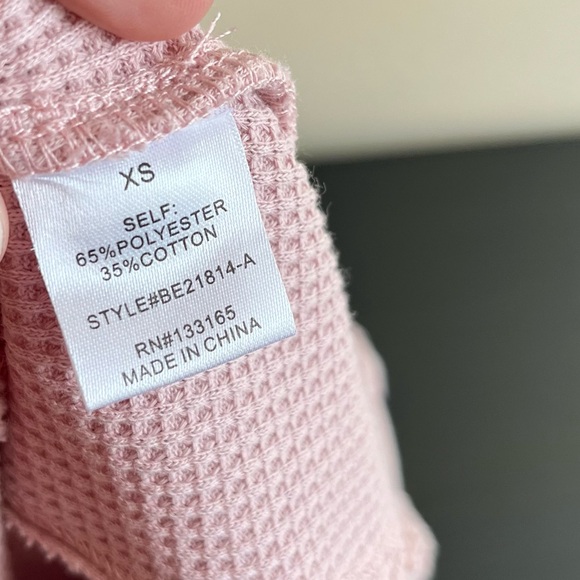 XS
SELF:
65%POLYESTER
35%COTTON
STYLE#BE21814-A
RN#133165
MADE IN CHINA